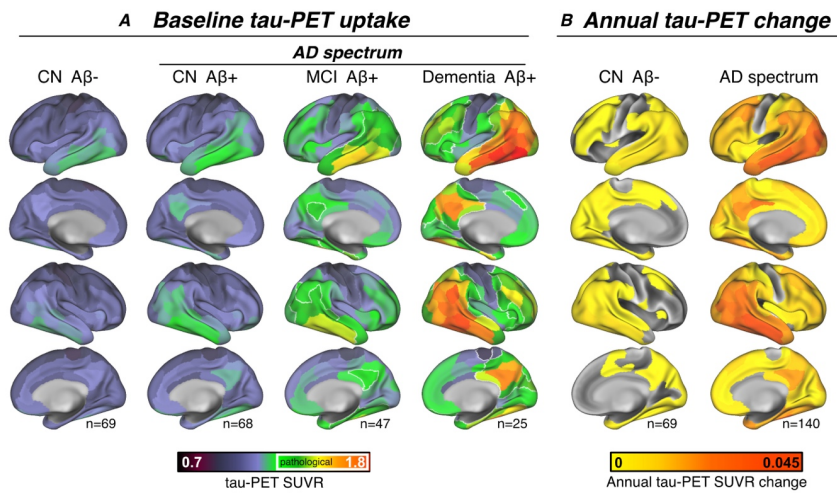 A Baseline tau-PET uptake
B Annual tau-PET change
AD spectrum
CN Aβ-
CN Aβ+
MCI Aβ+
Dementia Aβ+
CN Aβ-
AD spectrum
n=69
n=68
n=47
n=25
n=69
n=140
0.7
pathological
1.8
tau-PET SUVR
0
0.045
Annual tau-PET SUVR change